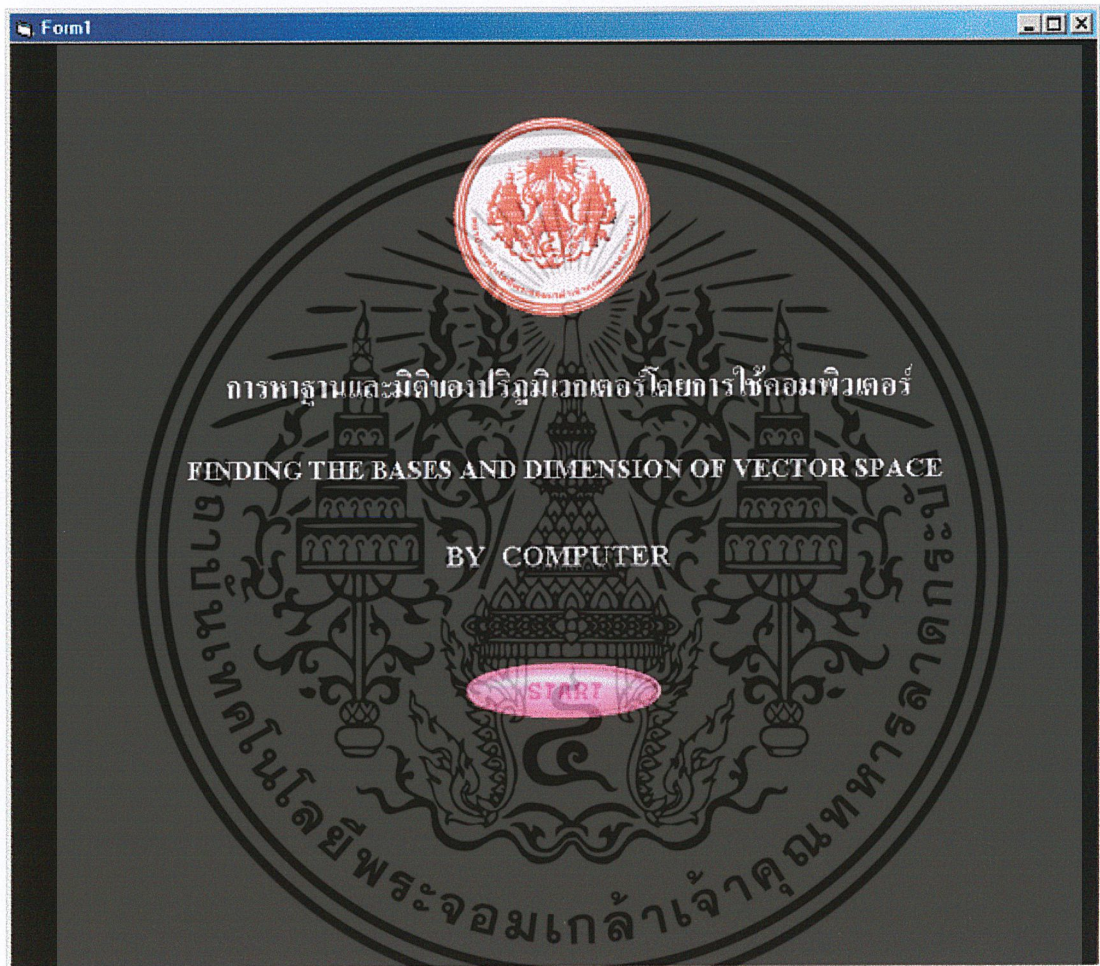 Form1
การหาฐานและมิติของปริภูมิเวกเตอร์โดยการใช้คอมพิวเตอร์
FINDING THE BASES AND DIMENSION OF VECTOR SPACE
BY COMPUTER
START
สถาบันเทคโนโลยีพระจอมเกล้าเจ้าคุณทหารลาดกระบัง